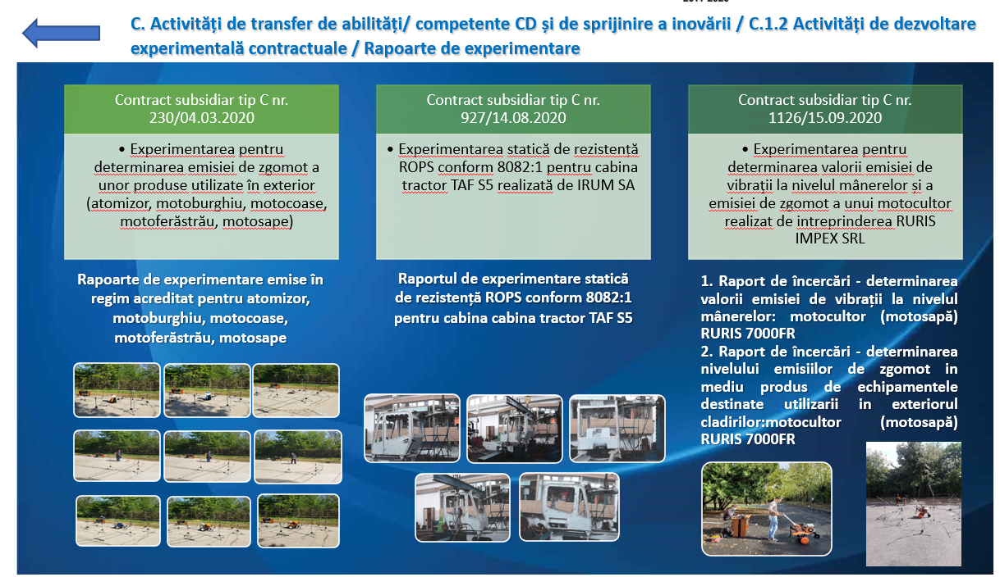 C. Activități de transfer de abilități/ competente CD și de sprijinire a inovării / C.1.2 Activități de dezvoltare
experimentală contractuale / Rapoarte de experimentare
Contract subsidiar tip C nr.
230/04.03.2020
• Experimentarea pentru
determinarea emisiei de zgomot a
unor produse utilizate în exterior
(atomizor, motoburghiu, motocoase,
motoferăstrău, motosape)
Rapoarte de experimentare emise în
regim acreditat pentru atomizor,
motoburghiu, motocoase,
motoferăstrău, motosape
Contract subsidiar tip C nr.
927/14.08.2020
• Experimentarea statică de rezistentă
ROPS conform 8082:1 pentru cabina
tractor TAF S5 realizată de IRUM SA
Raportul de experimentare statică
de rezistență ROPS conform 8082:1
pentru cabina cabina tractor TAF S5
Contract subsidiar tip C nr.
1126/15.09.2020
• Experimentarea pentru
determinarea valorii emisiei de
vibrații la nivelul mânerelor și a
emisiei de zgomot a unui motocultor
realizat de intreprinderea RURIS
IMPEX SRL
1. Raport de încercări - determinarea
valorii emisiei de vibrații la nivelul
mânerelor: motocultor (motosapă)
RURIS 7000FR
2. Raport de încercări - determinarea
nivelului emisiilor de zgomot in
mediu produs de echipamentele
destinate utilizarii in exteriorul
cladirilor:motocultor (motosapă)
RURIS 7000FR